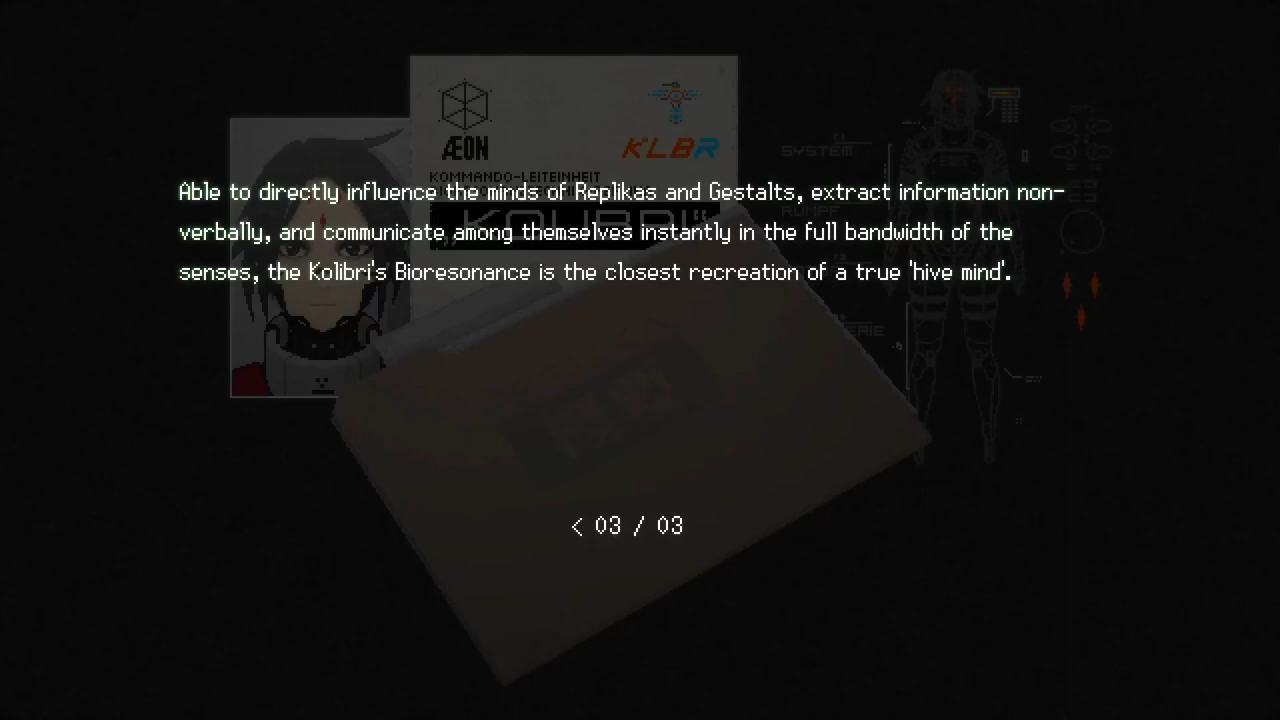 ÆON
KLBR
KOMMANDO-LEITEINHEIT
KOLIBRI"
SYSTEM
RUMPF
Able to directly influence the minds of Replikas and Gestalts, extract information non-
verbally, and communicate among themselves instantly in the full bandwidth of the
senses, the Kolibri's Bioresonance is the closest recreation of a true 'hive mind'.
< 03 / 03